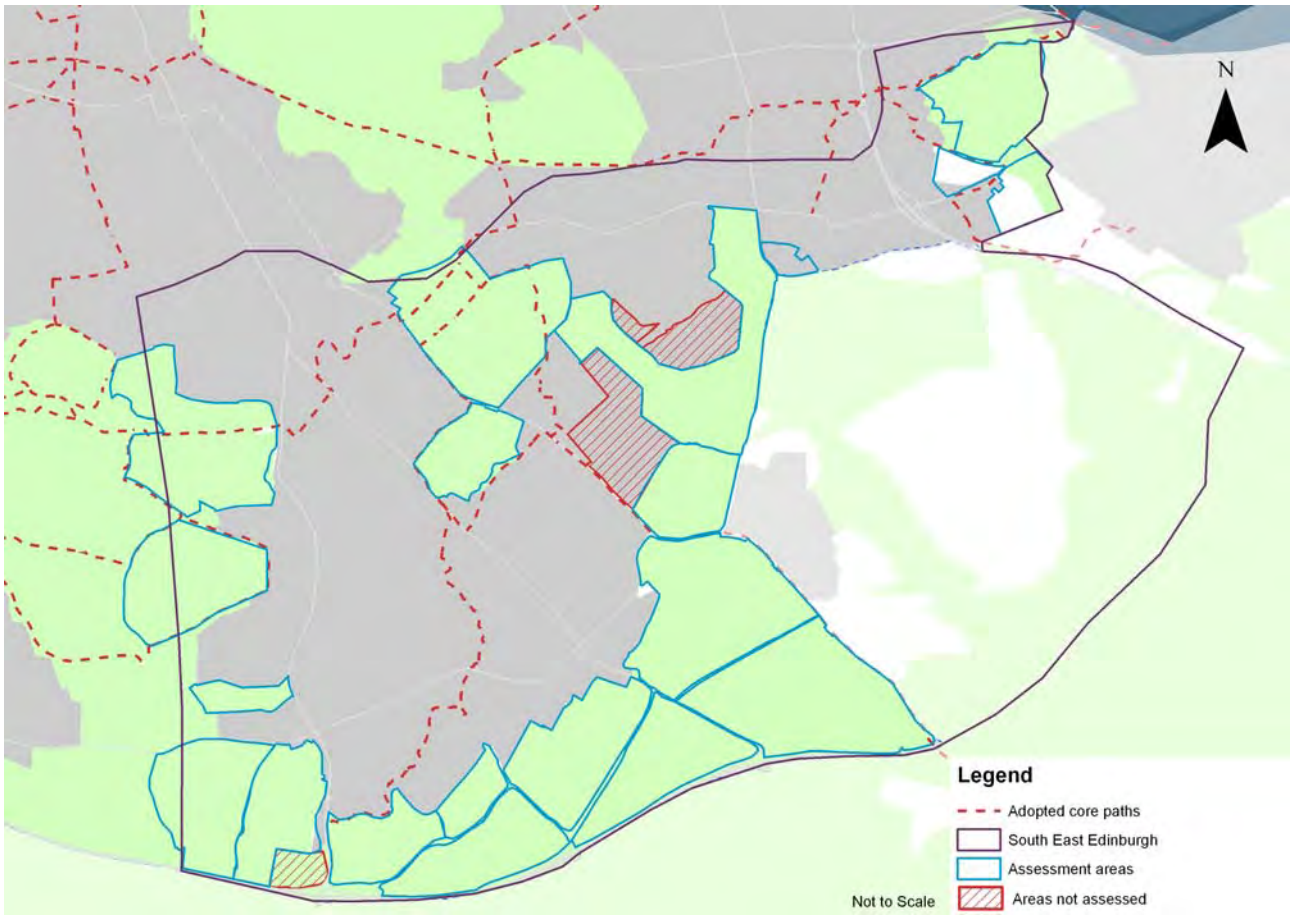 N
Legend
Adopted core paths
South East Edinburgh
Assessment areas
Not to Scale
Areas not assessed